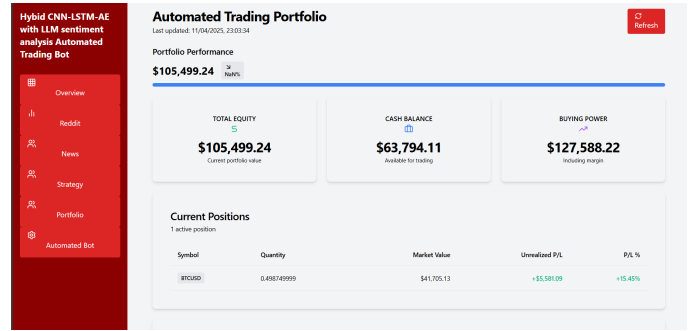 Hybid CNN-LSTM-AE
with LLM sentiment
analysis Automated
Trading Bot
Overview
Reddit
News
Strategy
Portfolio
Automated Bot
Automated Trading Portfolio
Last updated: 11/04/2025, 23:03:34
Refresh
Portfolio Performance
$105,499.24 NaN%
TOTAL EQUITY
$105,499.24
Current portfolio value
CASH BALANCE
$63,794.11
Available for trading
BUYING POWER
$127,588.22
Including margin
Current Positions
1 active position
Symbol Quantity Market Value Unrealized P/L P/L %
BTCUSD 0.498749999 $41,705.13 +$5,581.09 +15.45%